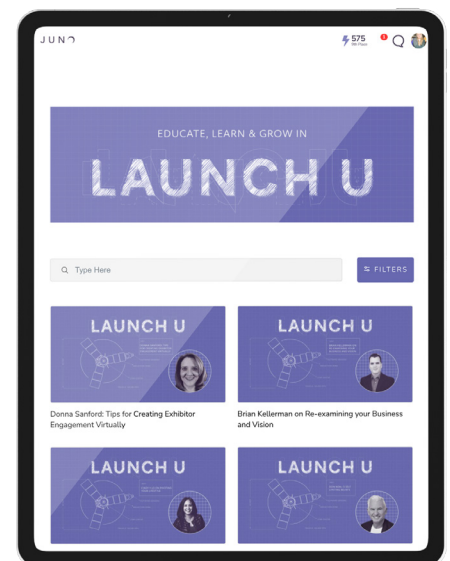 JUNO
575
1
EDUCATE, LEARN & GROW IN
LAUNCH U
Type Here
FILTERS
LAUNCH U
LAUNCH U
Donna Sanford: Tips for Creating Exhibitor
Engagement Virtually
Brian Kellerman on Re-examining your Business
and Vision
LAUNCH U
LAUNCH U